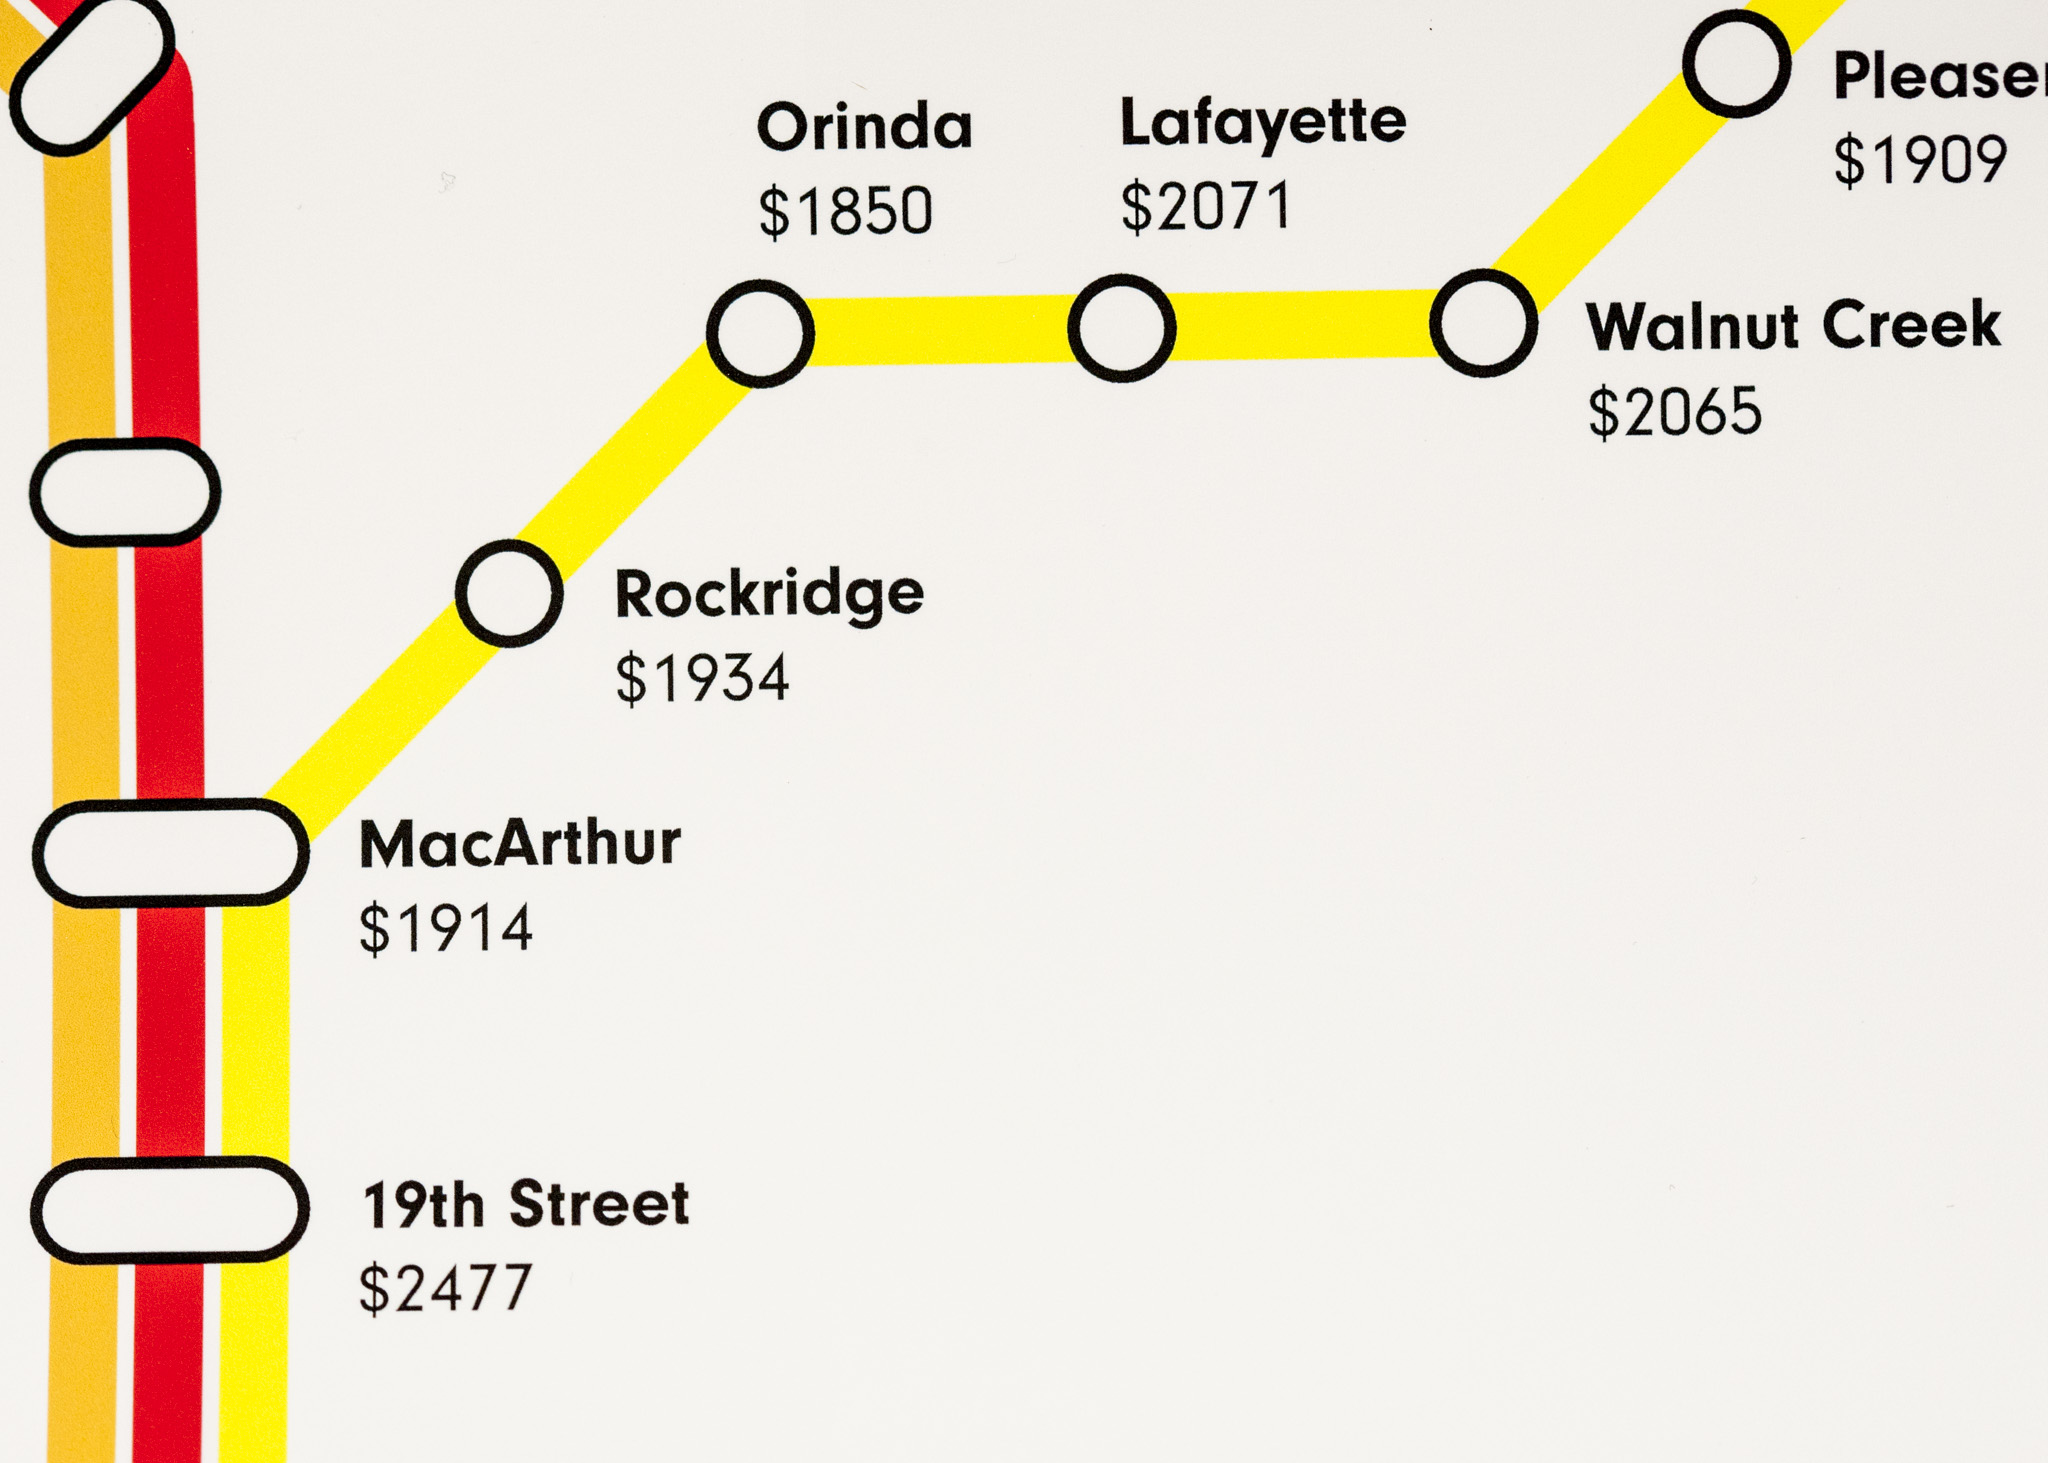 Orinda
$1850
Lafayette
$2071
$1909
Walnut Creek
$2065
Rockridge
$1934
MacArthur
$1914
19th Street
$2477